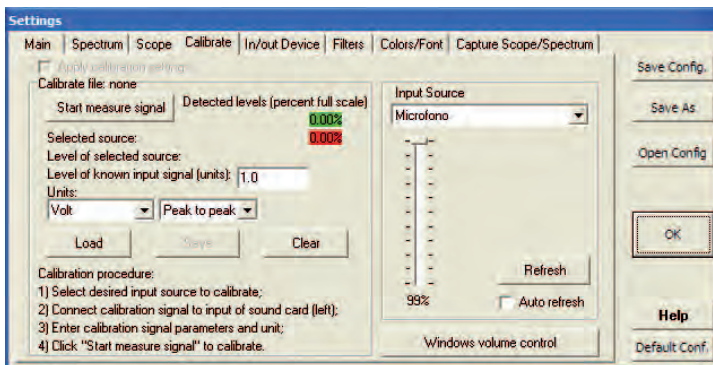 Settings
Main Spectrum Scope Calibrate In/out Device Filters Colors/Font Capture Scope/Spectrum
Apply calibration settings
Calibrate file: none
Start measure signal
Detected levels (percent full scale)
0.00%
0.00%
Selected source:
Level of selected source:
Level of known input signal (units): 1.0
Units:
Volt Peak to peak
Load Save Clear
Calibration procedure:
1) Select desired input source to calibrate;
2) Connect calibration signal to input of sound card (left);
3) Enter calibration signal parameters and unit;
4) Click "Start measure signal" to calibrate.
Input Source
Microfono
99%
Refresh
Auto refresh
Windows volume control
Save Config.
Save As
Open Config
OK
Help
Default Conf.